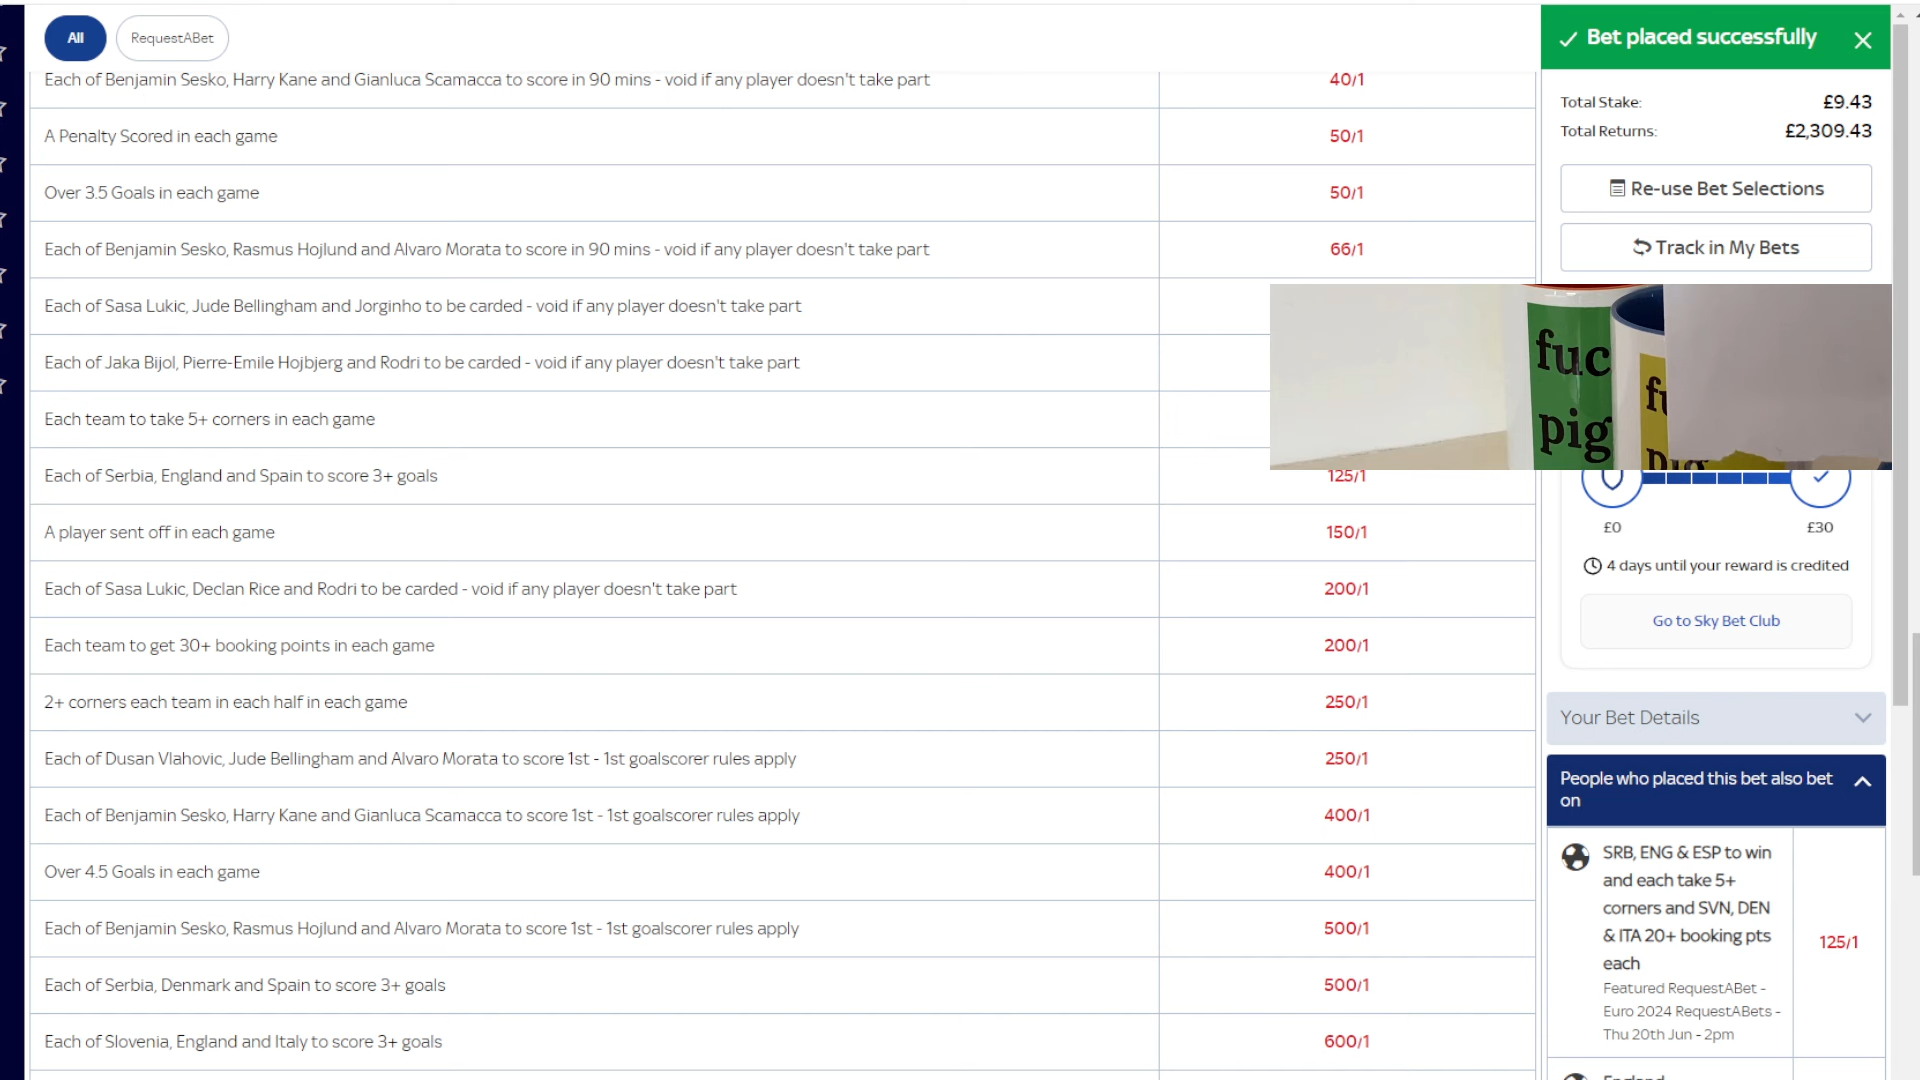 All
RequestABet
Each of Benjamin Sesko, Harry Kane and Gianluca Scamacca to score in 90 mins - void if any player doesn't take part
40/1
A Penalty Scored in each game
50/1
Over 3.5 Goals in each game
50/1
Each of Benjamin Sesko, Rasmus Hojlund and Alvaro Morata to score in 90 mins - void if any player doesn't take part
66/1
Each of Sasa Lukic, Jude Bellingham and Jorginho to be carded - void if any player doesn't take part
Each of Jaka Bijol, Pierre-Emile Hojbjerg and Rodri to be carded - void if any player doesn't take part
Each team to take 5+ corners in each game
Each of Serbia, England and Spain to score 3+ goals
125/1
A player sent off in each game
150/1
Each of Sasa Lukic, Declan Rice and Rodri to be carded - void if any player doesn't take part
200/1
Each team to get 30+ booking points in each game
200/1
2+ corners each team in each half in each game
250/1
Each of Dusan Vlahovic, Jude Bellingham and Alvaro Morata to score 1st - 1st goalscorer rules apply
250/1
Each of Benjamin Sesko, Harry Kane and Gianluca Scamacca to score 1st - 1st goalscorer rules apply
400/1
Over 4.5 Goals in each game
400/1
Each of Benjamin Sesko, Rasmus Hojlund and Alvaro Morata to score 1st - 1st goalscorer rules apply
500/1
Each of Serbia, Denmark and Spain to score 3+ goals
500/1
Each of Slovenia, England and Italy to score 3+ goals
600/1
Bet placed successfully
Total Stake: £9.43
Total Returns: £2,309.43
Re-use Bet Selections
Track in My Bets
fuc
pig
fu
pig
£0
£30
4 days until your reward is credited
Go to Sky Bet Club
Your Bet Details
People who placed this bet also bet
on
SRB, ENG & ESP to win
and each take 5+
corners and SVN, DEN
& ITA 20+ booking pts
each
125/1
Featured RequestABet -
Euro 2024 RequestABets -
Thu 20th Jun - 2pm
England